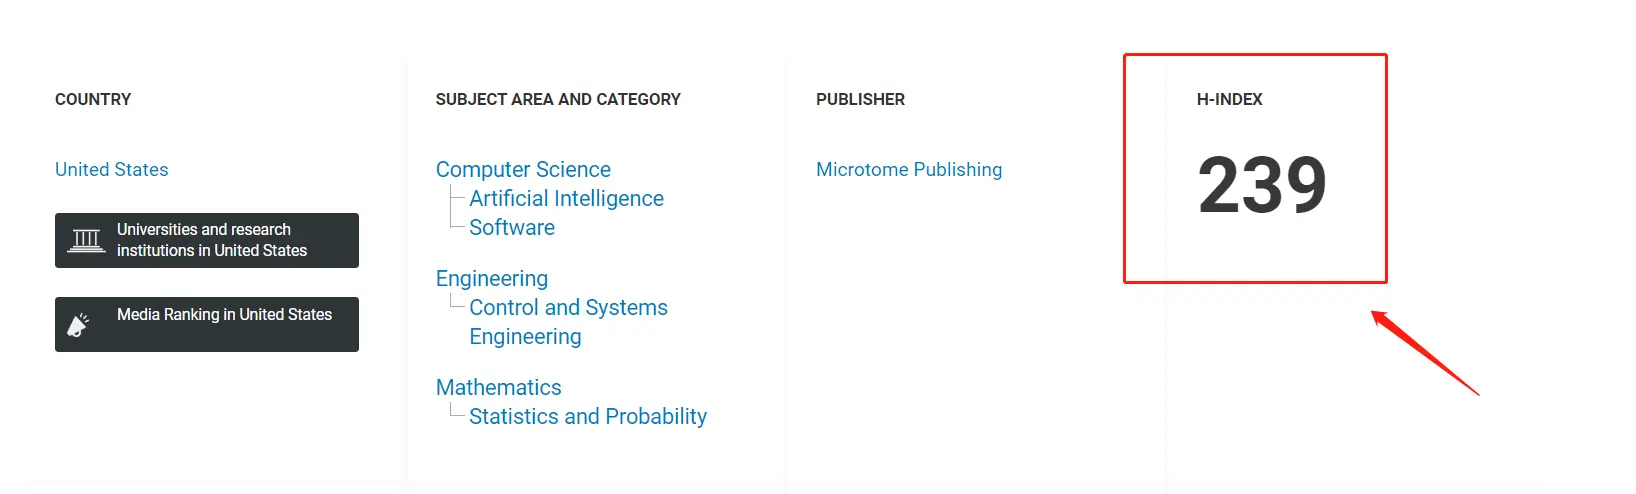 COUNTRY
United States
Universities and research
institutions in United States
Media Ranking in United States
SUBJECT AREA AND CATEGORY
Computer Science
Artificial Intelligence
Software
Engineering
Control and Systems
Engineering
Mathematics
Statistics and Probability
PUBLISHER
Microtome Publishing
H-INDEX
239